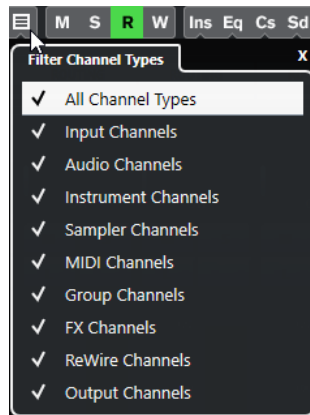 M S R W Ins Eq Cs Sd
Filter Channel Types X
✓ All Channel Types
✓ Input Channels
✓ Audio Channels
✓ Instrument Channels
✓ Sampler Channels
✓ MIDI Channels
✓ Group Channels
✓ FX Channels
✓ ReWire Channels
✓ Output Channels